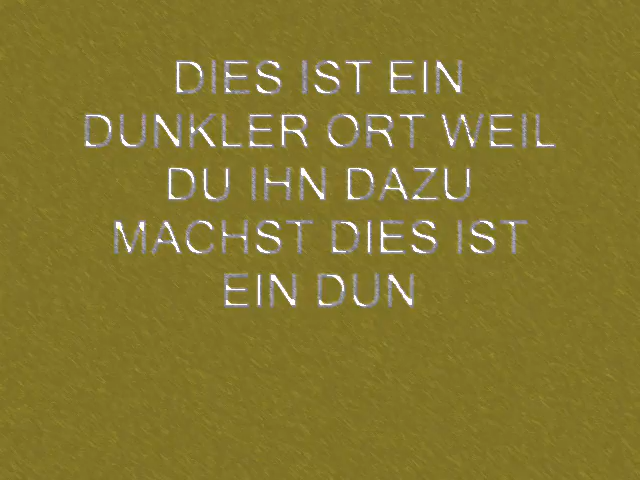 DIES IST EIN
DUNKLER ORT WEIL
DU IHN DAZU
MACHST DIES IST
EIN DUN